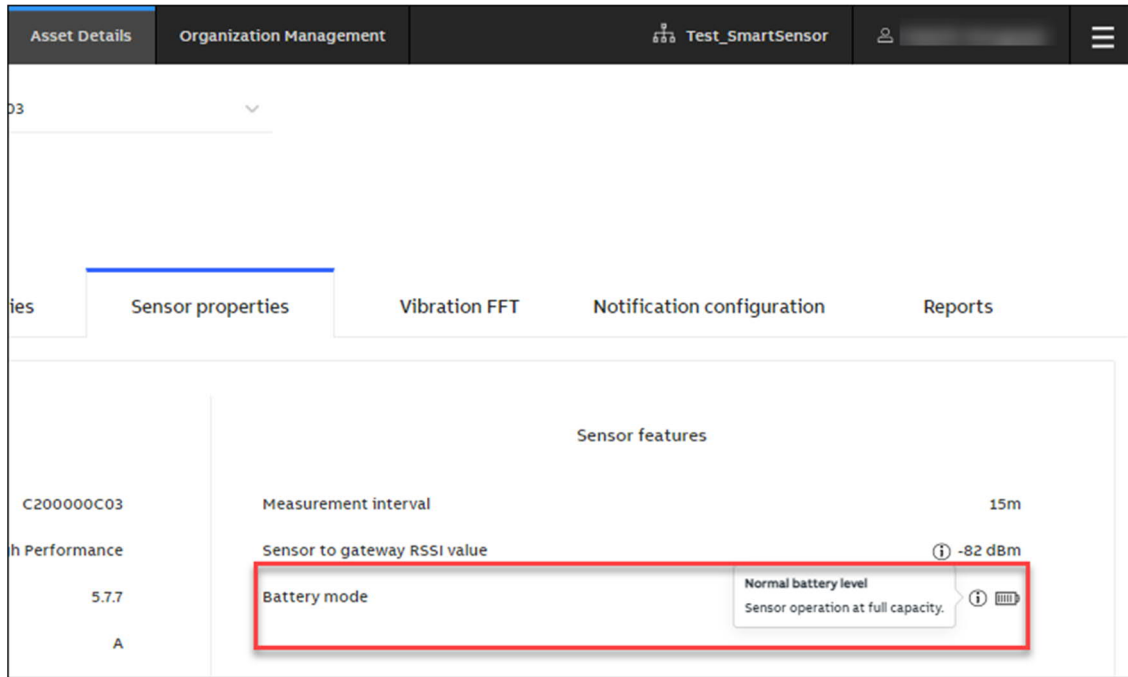 Asset Details Organization Management Test_SmartSensor
03
ies Sensor properties Vibration FFT Notification configuration Reports
Sensor features
C200000C03 Measurement interval 15m
h Performance Sensor to gateway RSSI value -82 dBm
5.7.7 Battery mode
Normal battery level
Sensor operation at full capacity.
A